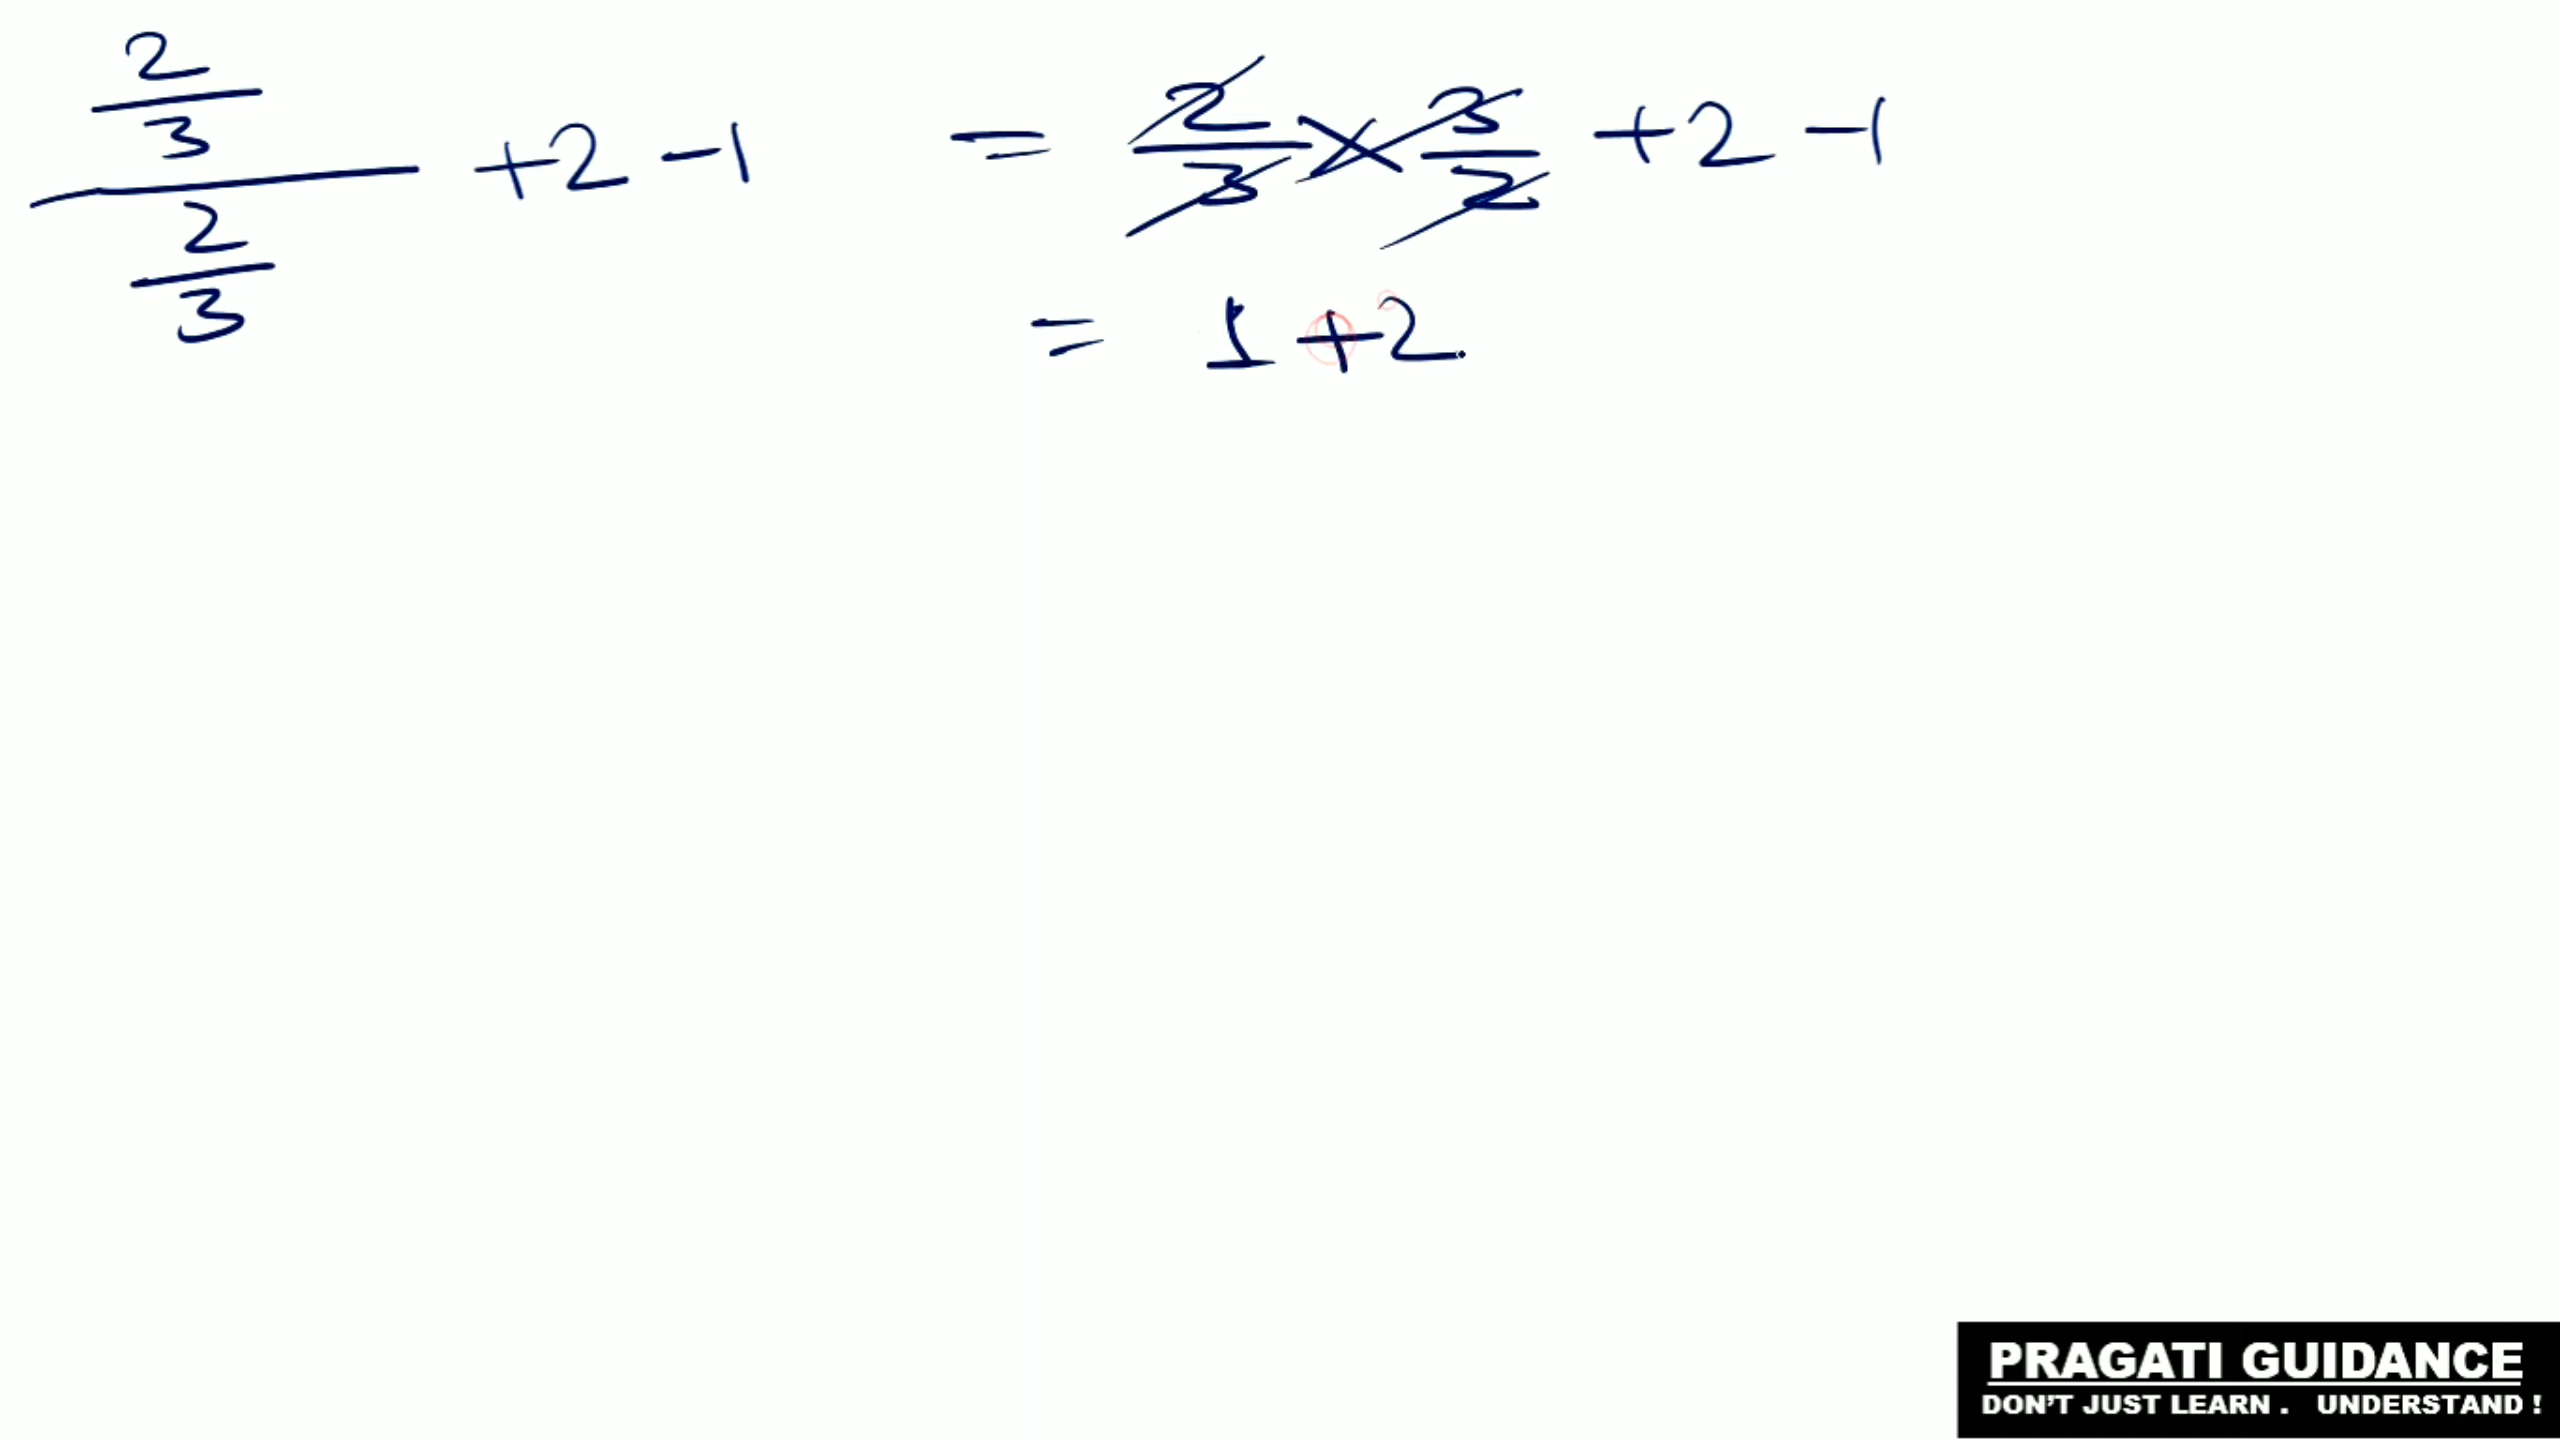 (2/3)/(2/3) +2 -1 = 2/3 × 3/2 +2 -1
= 1 +2
PRAGATI GUIDANCE
DON'T JUST LEARN . UNDERSTAND !